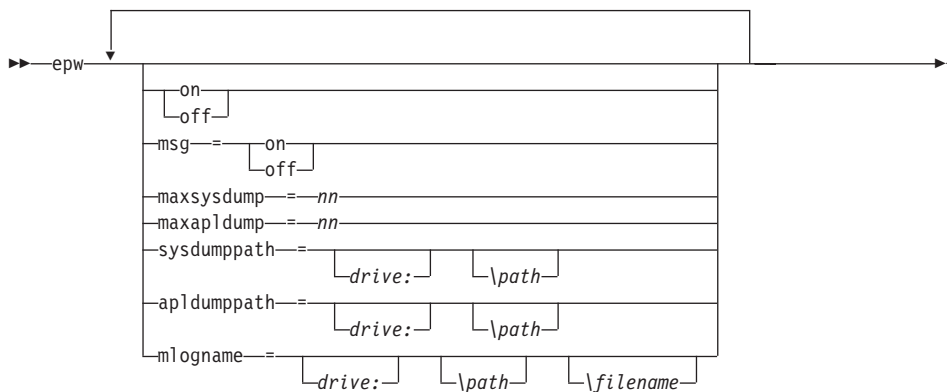 epw
on
off
msg = on
off
maxsysdump = nn
maxapldump = nn
sysdumppath =
drive: \path
apldumppath =
drive: \path
mlogname =
drive: \path \filename